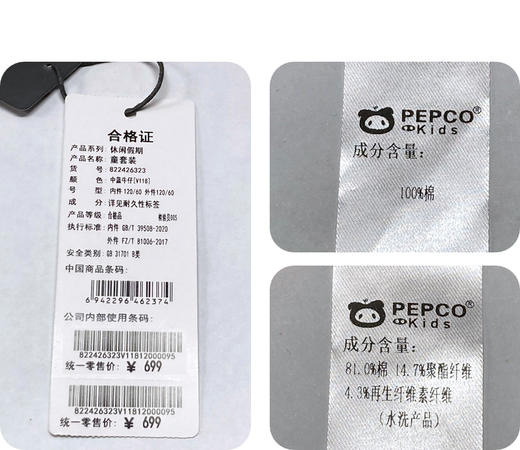 合格证
产品系列: 休闲假期
产品名称: 童套装
货 号: 822426323
颜 色: 中蓝牛仔[V118]
号 型: 内件 120/60 外件 120/60
成 分: 详见耐久性标签
产品等级: 合格品 检验员005
执行标准: 内件 GB/T 39508-2020
外件 FZ/T 81006-2017
安全类别: GB 31701 B类
中国商品条码:
6942296462374
公司内部使用条码:
822426323V11812000095
统一零售价: ¥ 699
822426323V11812000095
统一零售价: ¥ 699
PEPCO®
Kids
成分含量:
100%棉
PEPCO®
Kids
成分含量:
81.0%棉 14.7%聚酯纤维
4.3%再生纤维素纤维
(水洗产品)